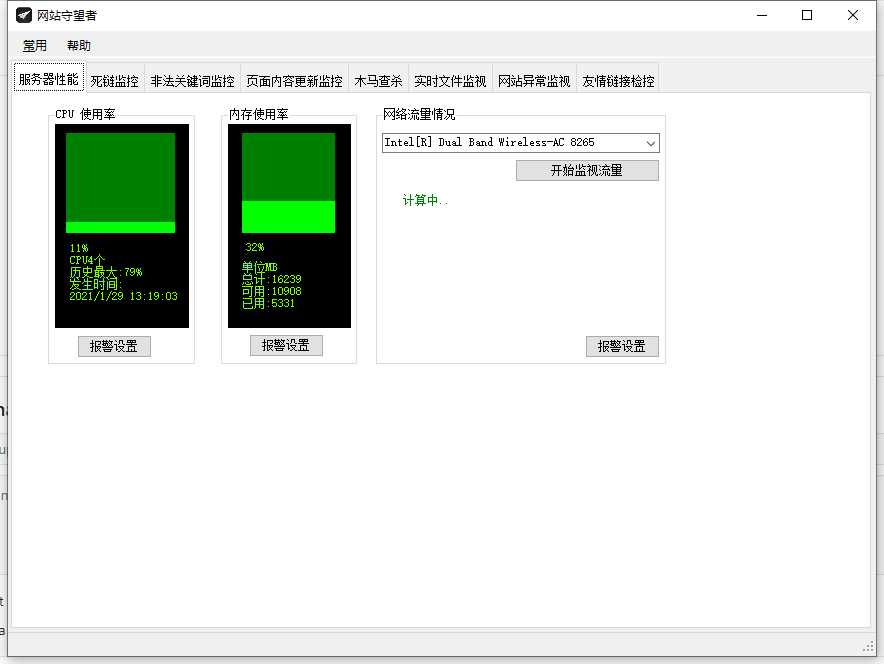 网站守望者
常用 帮助
服务器性能 死链监控 非法关键词监控 页面内容更新监控 木马查杀 实时文件监视 网站异常监视 友情链接检控
CPU 使用率
11%
CPU4个
历史最大:79%
发生时间:
2021/1/29 13:19:03
报警设置
内存使用率
32%
单位MB
总计:16239
可用:10908
已用:5331
报警设置
网络流量情况
Intel[R] Dual Band Wireless-AC 8265
开始监视流量
计算中..
报警设置